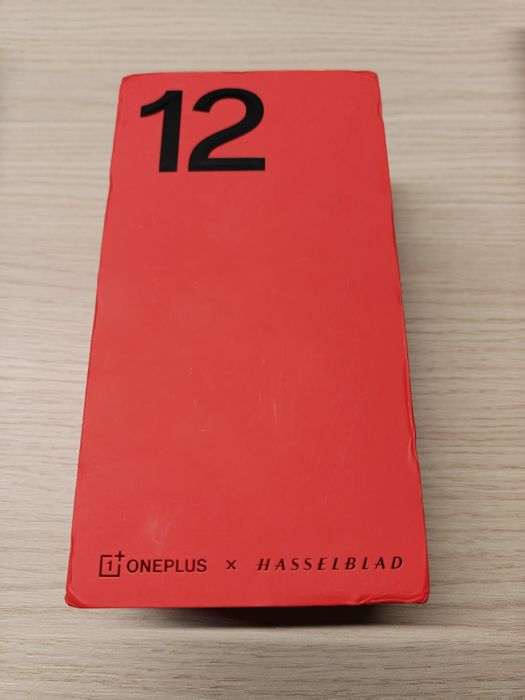 12
1+ ONEPLUS × HASSELBLAD